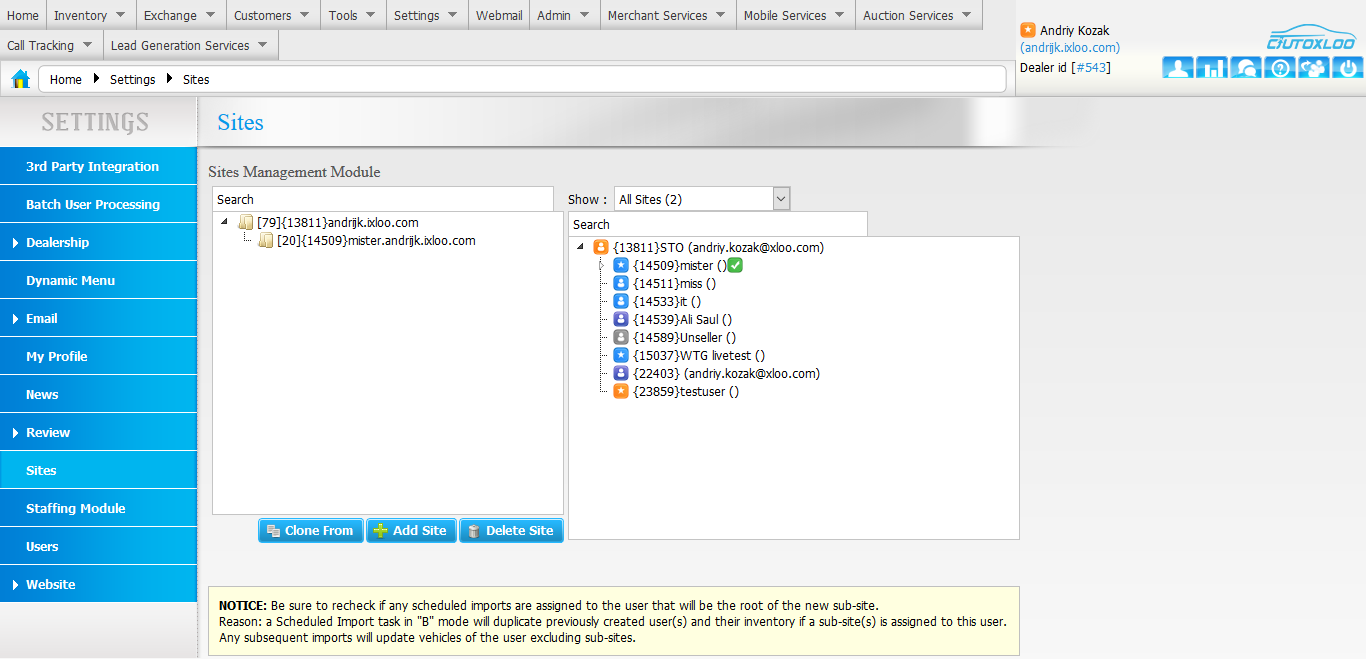 Home Inventory Exchange Customers Tools Settings Webmail Admin Merchant Services Mobile Services Auction Services
Call Tracking Lead Generation Services
Andriy Kozak
(andrijk.ixloo.com)
Dealer id [#543]
AUTOXLOO
Home Settings Sites
SETTINGS
Sites
3rd Party Integration
Batch User Processing
Dealership
Dynamic Menu
Email
My Profile
News
Review
Sites
Staffing Module
Users
Website
Sites Management Module
Search
[79]{13811}andrijk.ixloo.com
[20]{14509}mister.andrijk.ixloo.com
Clone From Add Site Delete Site
Show : All Sites (2)
Search
{13811}STO (andriy.kozak@xloo.com)
{14509}mister ()
{14511}miss ()
{14533}it ()
{14539}Ali Saul ()
{14589}Unseller ()
{15037}WTG livetest ()
{22403} (andriy.kozak@xloo.com)
{23859}testuser ()
NOTICE: Be sure to recheck if any scheduled imports are assigned to the user that will be the root of the new sub-site.
Reason: a Scheduled Import task in "B" mode will duplicate previously created user(s) and their inventory if a sub-site(s) is assigned to this user.
Any subsequent imports will update vehicles of the user excluding sub-sites.